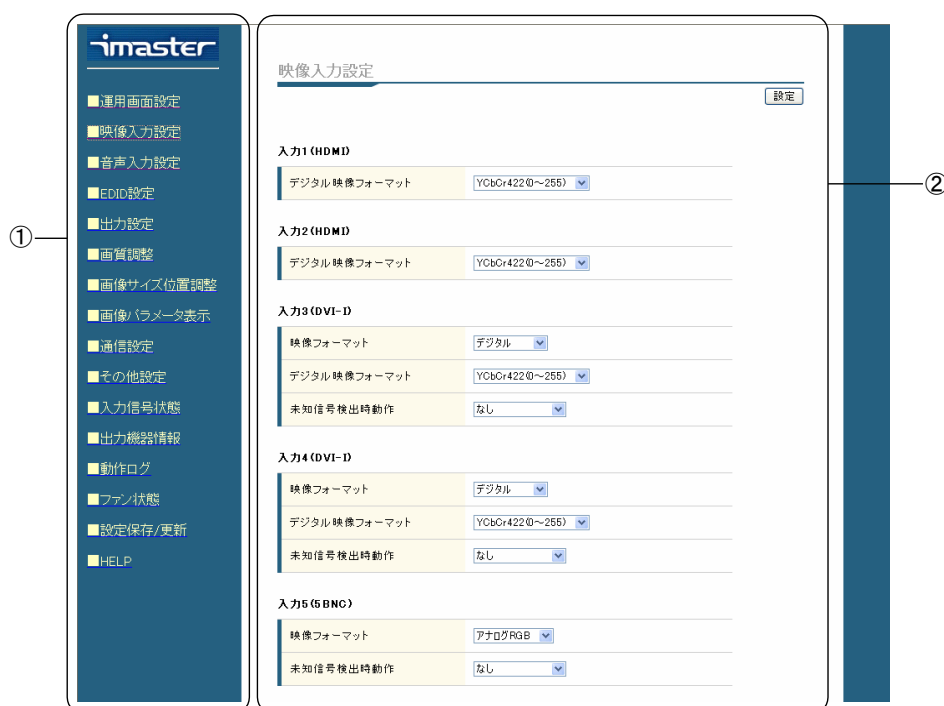 imaster
■運用画面設定
■映像入力設定
■音声入力設定
■EDID設定
■出力設定
■画質調整
■画像サイズ位置調整
■画像パラメータ表示
■通信設定
■その他設定
■入力信号状態
■出力機器情報
■動作ログ
■ファン状態
■設定保存/更新
■HELP
①
映像入力設定
設定
入力1(HDMI)
デジタル映像フォーマット YCbCr422(0～255)
入力2(HDMI)
デジタル映像フォーマット YCbCr422(0～255)
入力3(DVI-I)
映像フォーマット デジタル
デジタル映像フォーマット YCbCr422(0～255)
未知信号検出時動作 なし
入力4(DVI-I)
映像フォーマット デジタル
デジタル映像フォーマット YCbCr422(0～255)
未知信号検出時動作 なし
入力5(5BNC)
映像フォーマット アナログRGB
未知信号検出時動作 なし
②